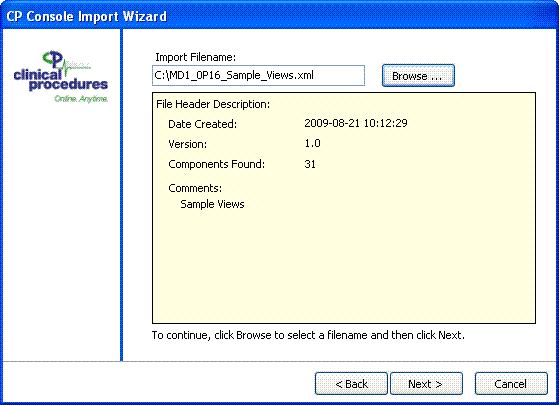 CP Console Import Wizard
CP
clinical
procedures
Online. Anytime.
Import Filename:
C:\MD1_0P16_Sample_Views.xml
Browse ...
File Header Description:
Date Created: 2009-08-21 10:12:29
Version: 1.0
Components Found: 31
Comments:
Sample Views
To continue, click Browse to select a filename and then click Next.
< Back Next > Cancel